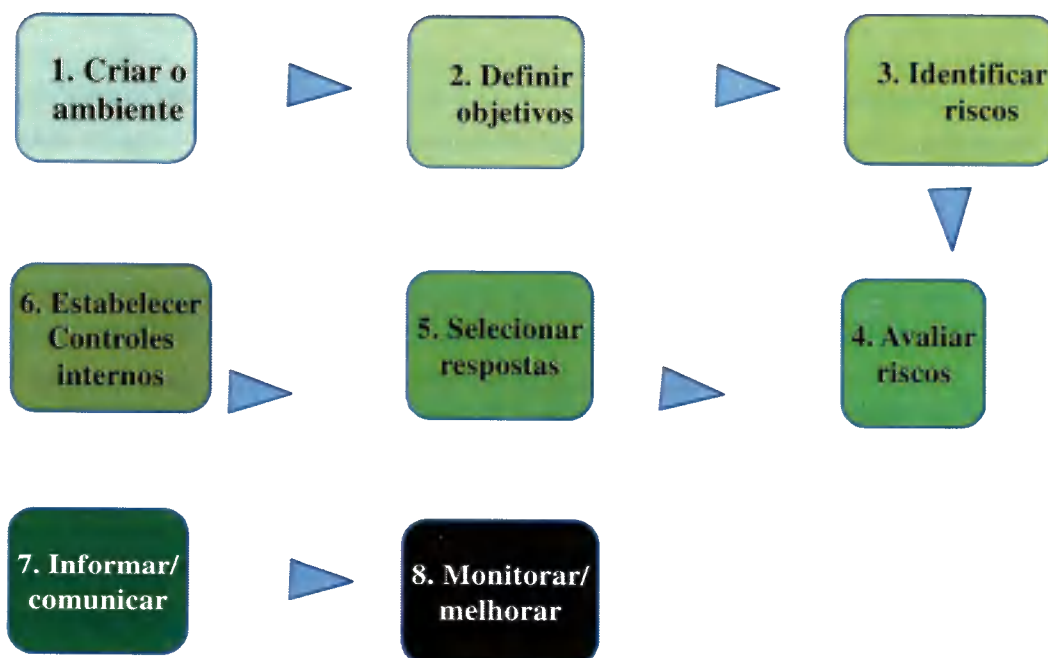 1. Criar o
ambiente
2. Definir
objetivos
3. Identificar
riscos
6. Estabelecer
Controles
internos
5. Selecionar
respostas
4. Avaliar
riscos
7. Informar/
comunicar
8. Monitorar/
melhorar